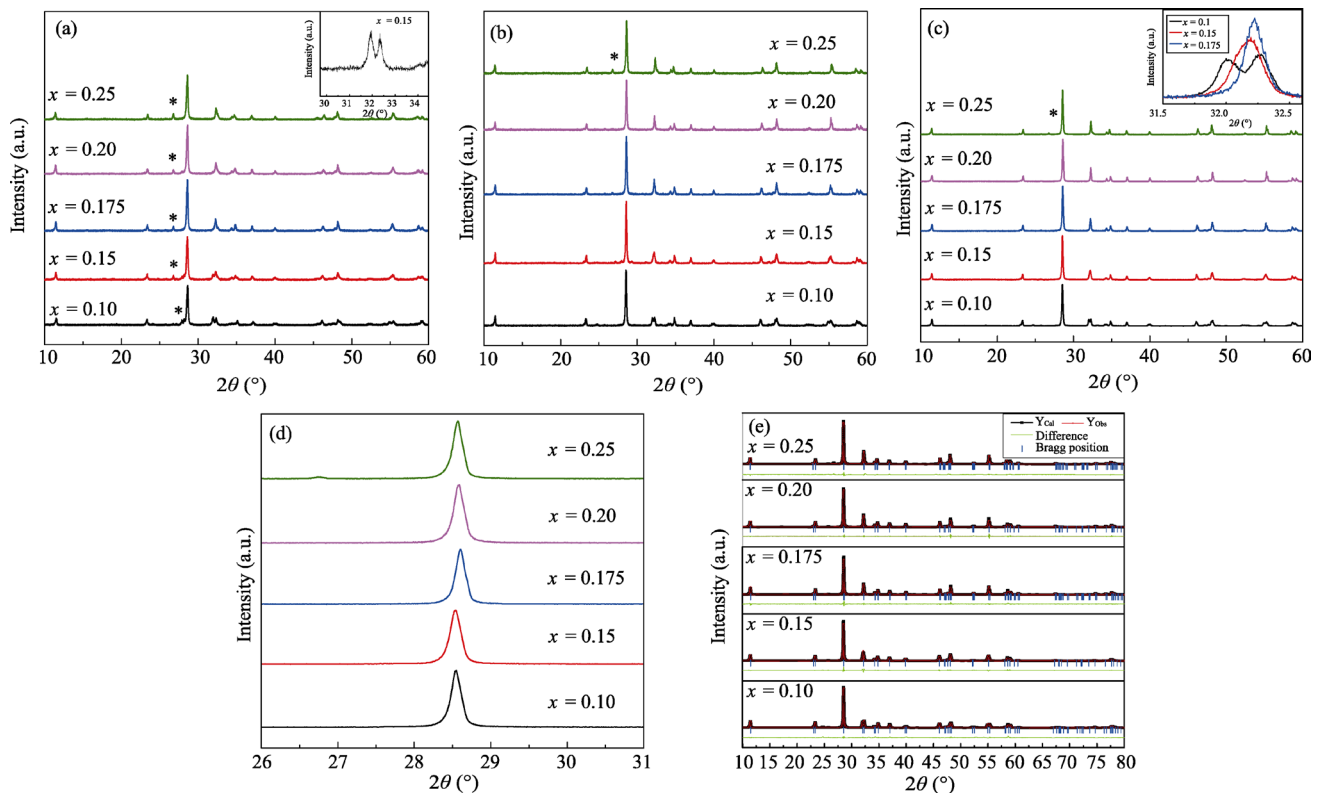 (a)
x = 0.15
Intensity (a.u.)
30 31 32 33 34
2θ (°)
x = 0.25
*
x = 0.20
*
x = 0.175
*
x = 0.15
*
x = 0.10
*
Intensity (a.u.)
10 20 30 40 50 60
2θ (°)
(b)
*
x = 0.25
x = 0.20
x = 0.175
x = 0.15
x = 0.10
Intensity (a.u.)
10 20 30 40 50 60
2θ (°)
(c)
x = 0.1
x = 0.15
x = 0.175
Intensity (a.u.)
31.5 32.0 32.5
2θ (°)
x = 0.25
*
x = 0.20
x = 0.175
x = 0.15
x = 0.10
Intensity (a.u.)
10 20 30 40 50 60
2θ (°)
(d)
x = 0.25
x = 0.20
x = 0.175
x = 0.15
x = 0.10
Intensity (a.u.)
26 27 28 29 30 31
2θ (°)
(e)
YCal YObs
Difference
Bragg position
x = 0.25
x = 0.20
x = 0.175
x = 0.15
x = 0.10
Intensity (a.u.)
10 15 20 25 30 35 40 45 50 55 60 65 70 75 80
2θ (°)